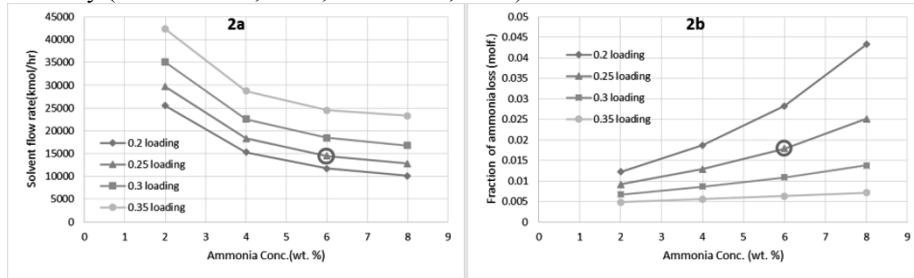 2a
45000
40000
35000
30000
25000
20000
15000
10000
5000
0
Solvent flow rate(kmol/hr)
0.2 loading
0.25 loading
0.3 loading
0.35 loading
0 1 2 3 4 5 6 7 8 9
Ammonia Conc.(wt. %)
2b
0.05
0.045
0.04
0.035
0.03
0.025
0.02
0.015
0.01
0.005
0
Fraction of ammonia loss (molf.)
0.2 loading
0.25 loading
0.3 loading
0.35 loading
0 1 2 3 4 5 6 7 8 9
Ammonia Conc.(wt. %)